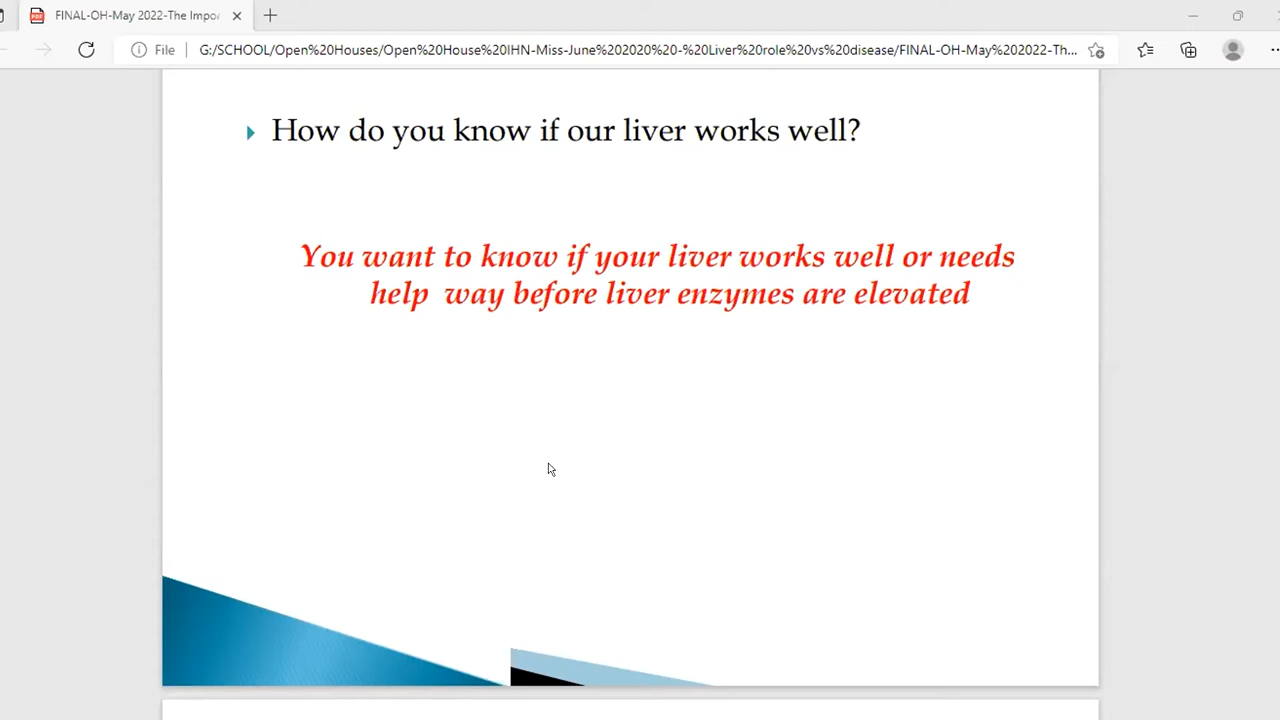 FINAL-OH-May 2022-The Impo
File
G:/SCHOOL/Open%20Houses/Open%20House%20IHN-Miss-June%202020%20-%20Liver%20role%20vs%20disease/FINAL-OH-May%202022-Th...
How do you know if our liver works well?
You want to know if your liver works well or needs
help way before liver enzymes are elevated